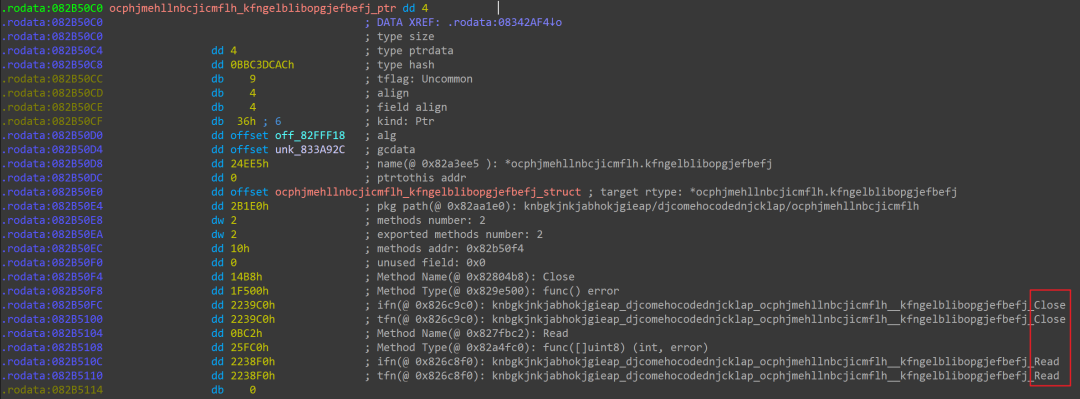 .rodata:082B50C0 ocphjmehllnbcjicmflh_kfngelblibopgjefbefj_ptr dd 4
.rodata:082B50C0 ; DATA XREF: .rodata:08342AF4↓o
.rodata:082B50C0 ; type size
.rodata:082B50C4 dd 4 ; type ptrdata
.rodata:082B50C8 dd 0BBC3DCACh ; type hash
.rodata:082B50CC db 9 ; tflag: Uncommon
.rodata:082B50CD db 4 ; align
.rodata:082B50CE db 4 ; field align
.rodata:082B50CF db 36h ; 6 ; kind: Ptr
.rodata:082B50D0 dd offset off_82FFF18 ; alg
.rodata:082B50D4 dd offset unk_833A92C ; gcdata
.rodata:082B50D8 dd 24EE5h ; name(@ 0x82a3ee5 ): *ocphjmehllnbcjicmflh.kfngelblibopgjefbefj
.rodata:082B50DC dd 0 ; ptrtothis addr
.rodata:082B50E0 dd offset ocphjmehllnbcjicmflh_kfngelblibopgjefbefj_struct ; target rtype: *ocphjmehllnbcjicmflh.kfngelblibopgjefbefj
.rodata:082B50E4 dd 2B1E0h ; pkg path(@ 0x82aa1e0): knbgkjnkjabhokjgieap/djcomehocodednjcklap/ocphjmehllnbcjicmflh
.rodata:082B50E8 dw 2 ; methods number: 2
.rodata:082B50EA dw 2 ; exported methods number: 2
.rodata:082B50EC dd 10h ; methods addr: 0x82b50f4
.rodata:082B50F0 dd 0 ; unused field: 0x0
.rodata:082B50F4 dd 14B8h ; Method Name(@ 0x82804b8): Close
.rodata:082B50F8 dd 1F500h ; Method Type(@ 0x829e500): func() error
.rodata:082B50FC dd 2239C0h ; ifn(@ 0x826c9c0): knbgkjnkjabhokjgieap_djcomehocodednjcklap_ocphjmehllnbcjicmflh__kfngelblibopgjefbefj_Close
.rodata:082B5100 dd 2239C0h ; tfn(@ 0x826c9c0): knbgkjnkjabhokjgieap_djcomehocodednjcklap_ocphjmehllnbcjicmflh__kfngelblibopgjefbefj_Close
.rodata:082B5104 dd 0BC2h ; Method Name(@ 0x827fbc2): Read
.rodata:082B5108 dd 25FC0h ; Method Type(@ 0x82a4fc0): func([]uint8) (int, error)
.rodata:082B510C dd 2238F0h ; ifn(@ 0x826c8f0): knbgkjnkjabhokjgieap_djcomehocodednjcklap_ocphjmehllnbcjicmflh__kfngelblibopgjefbefj_Read
.rodata:082B5110 dd 2238F0h ; tfn(@ 0x826c8f0): knbgkjnkjabhokjgieap_djcomehocodednjcklap_ocphjmehllnbcjicmflh__kfngelblibopgjefbefj_Read
.rodata:082B5114 db 0